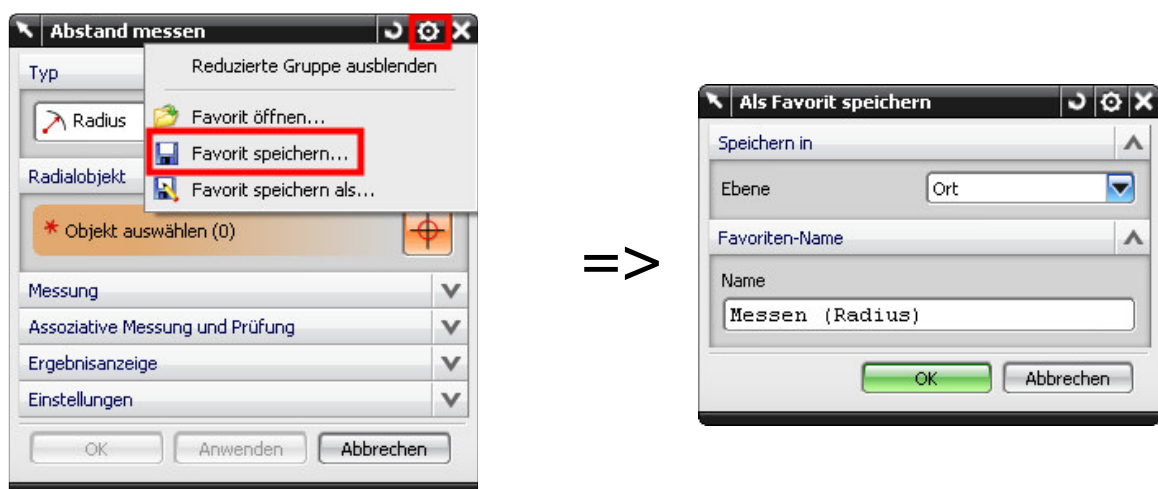 Abstand messen
Reduzierte Gruppe ausblenden
Typ
Radius
Favorit öffnen...
Favorit speichern...
Favorit speichern als...
Radialobjekt
* Objekt auswählen (0)
Messung
Assoziative Messung und Prüfung
Ergebnisanzeige
Einstellungen
OK Anwenden Abbrechen
=>
Als Favorit speichern
Speichern in
Ebene Ort
Favoriten-Name
Name
Messen (Radius)
OK Abbrechen